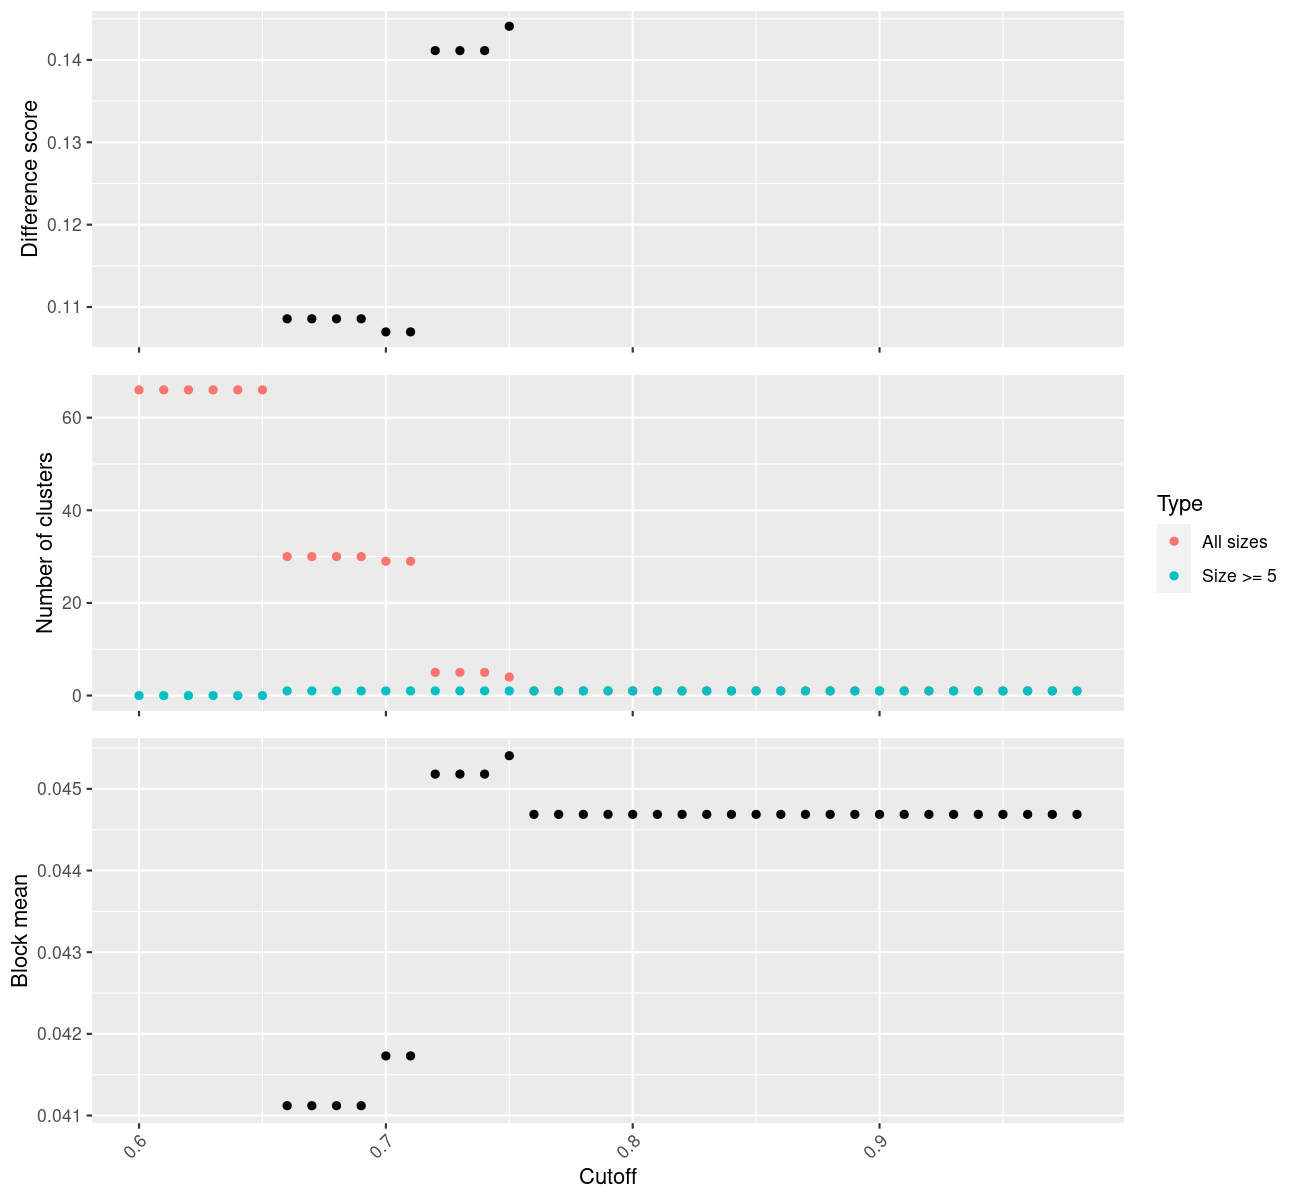 Difference score
0.14
0.13
0.12
0.11
Number of clusters
60
40
20
0
Type
All sizes
Size >= 5
Block mean
0.045
0.044
0.043
0.042
0.041
0.6
0.7
0.8
0.9
Cutoff